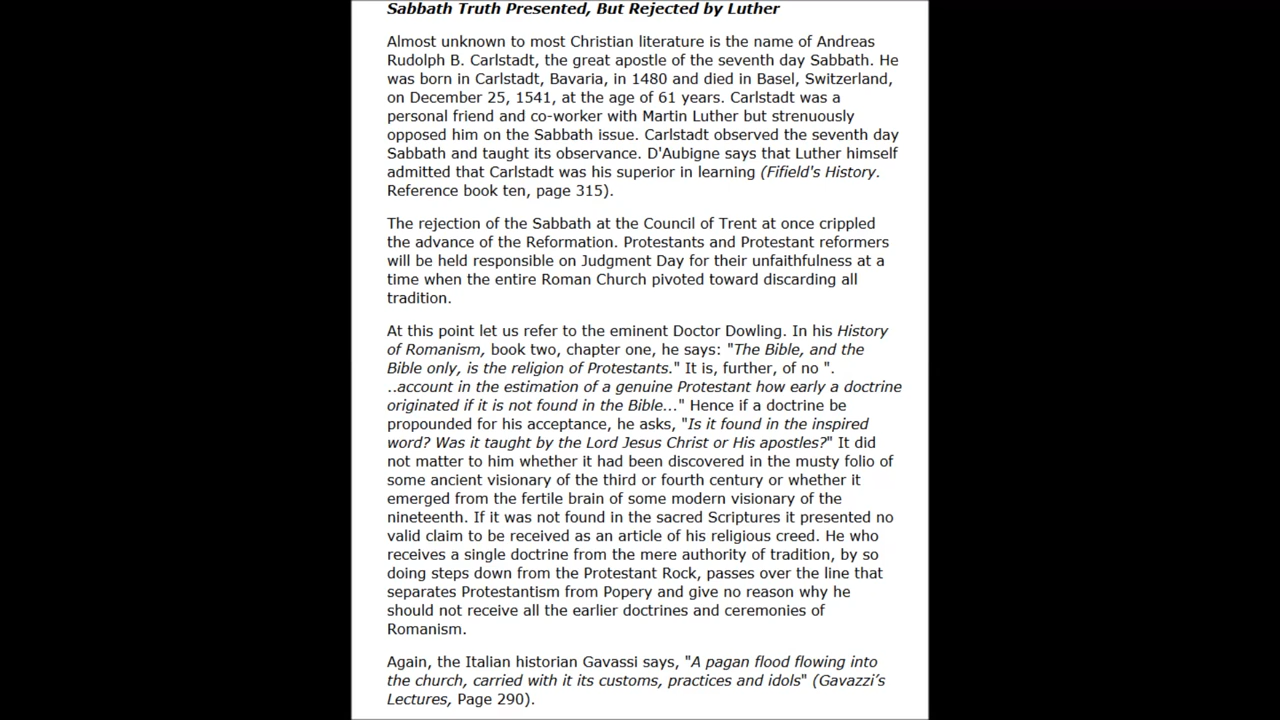 Sabbath Truth Presented, But Rejected by Luther
Almost unknown to most Christian literature is the name of Andreas
Rudolph B. Carlstadt, the great apostle of the seventh day Sabbath. He
was born in Carlstadt, Bavaria, in 1480 and died in Basel, Switzerland,
on December 25, 1541, at the age of 61 years. Carlstadt was a
personal friend and co-worker with Martin Luther but strenuously
opposed him on the Sabbath issue. Carlstadt observed the seventh day
Sabbath and taught its observance. D'Aubigne says that Luther himself
admitted that Carlstadt was his superior in learning (Fifield's History.
Reference book ten, page 315).
The rejection of the Sabbath at the Council of Trent at once crippled
the advance of the Reformation. Protestants and Protestant reformers
will be held responsible on Judgment Day for their unfaithfulness at a
time when the entire Roman Church pivoted toward discarding all
tradition.
At this point let us refer to the eminent Doctor Dowling. In his History
of Romanism, book two, chapter one, he says: "The Bible, and the
Bible only, is the religion of Protestants." It is, further, of no ".
..account in the estimation of a genuine Protestant how early a doctrine
originated if it is not found in the Bible..." Hence if a doctrine be
propounded for his acceptance, he asks, "Is it found in the inspired
word? Was it taught by the Lord Jesus Christ or His apostles?" It did
not matter to him whether it had been discovered in the musty folio of
some ancient visionary of the third or fourth century or whether it
emerged from the fertile brain of some modern visionary of the
nineteenth. If it was not found in the sacred Scriptures it presented no
valid claim to be received as an article of his religious creed. He who
receives a single doctrine from the mere authority of tradition, by so
doing steps down from the Protestant Rock, passes over the line that
separates Protestantism from Popery and give no reason why he
should not receive all the earlier doctrines and ceremonies of
Romanism.
Again, the Italian historian Gavassi says, "A pagan flood flowing into
the church, carried with it its customs, practices and idols" (Gavazzi’s
Lectures, Page 290).